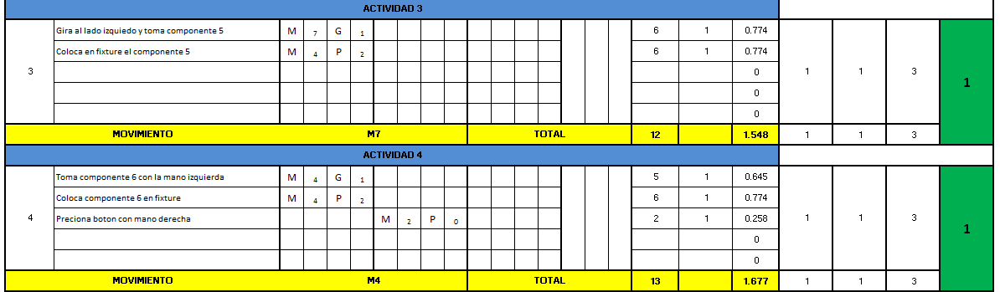 ACTIVIDAD 3
3
Gira al lado izquiedo y toma componente 5 M 7 G 1 6 1 0.774
Coloca en fixture el componente 5 M 4 P 2 6 1 0.774
0 1 1 3 1
0
0
MOVIMIENTO M7 TOTAL 12 1.548 1 1 3
ACTIVIDAD 4
4
Toma componente 6 con la mano izquierda M 4 G 1 5 1 0.645
Coloca componente 6 en fixture M 4 P 2 6 1 0.774
Preciona boton con mano derecha M 2 P 0 2 1 0.258 1 1 3 1
0
0
MOVIMIENTO M4 TOTAL 13 1.677 1 1 3